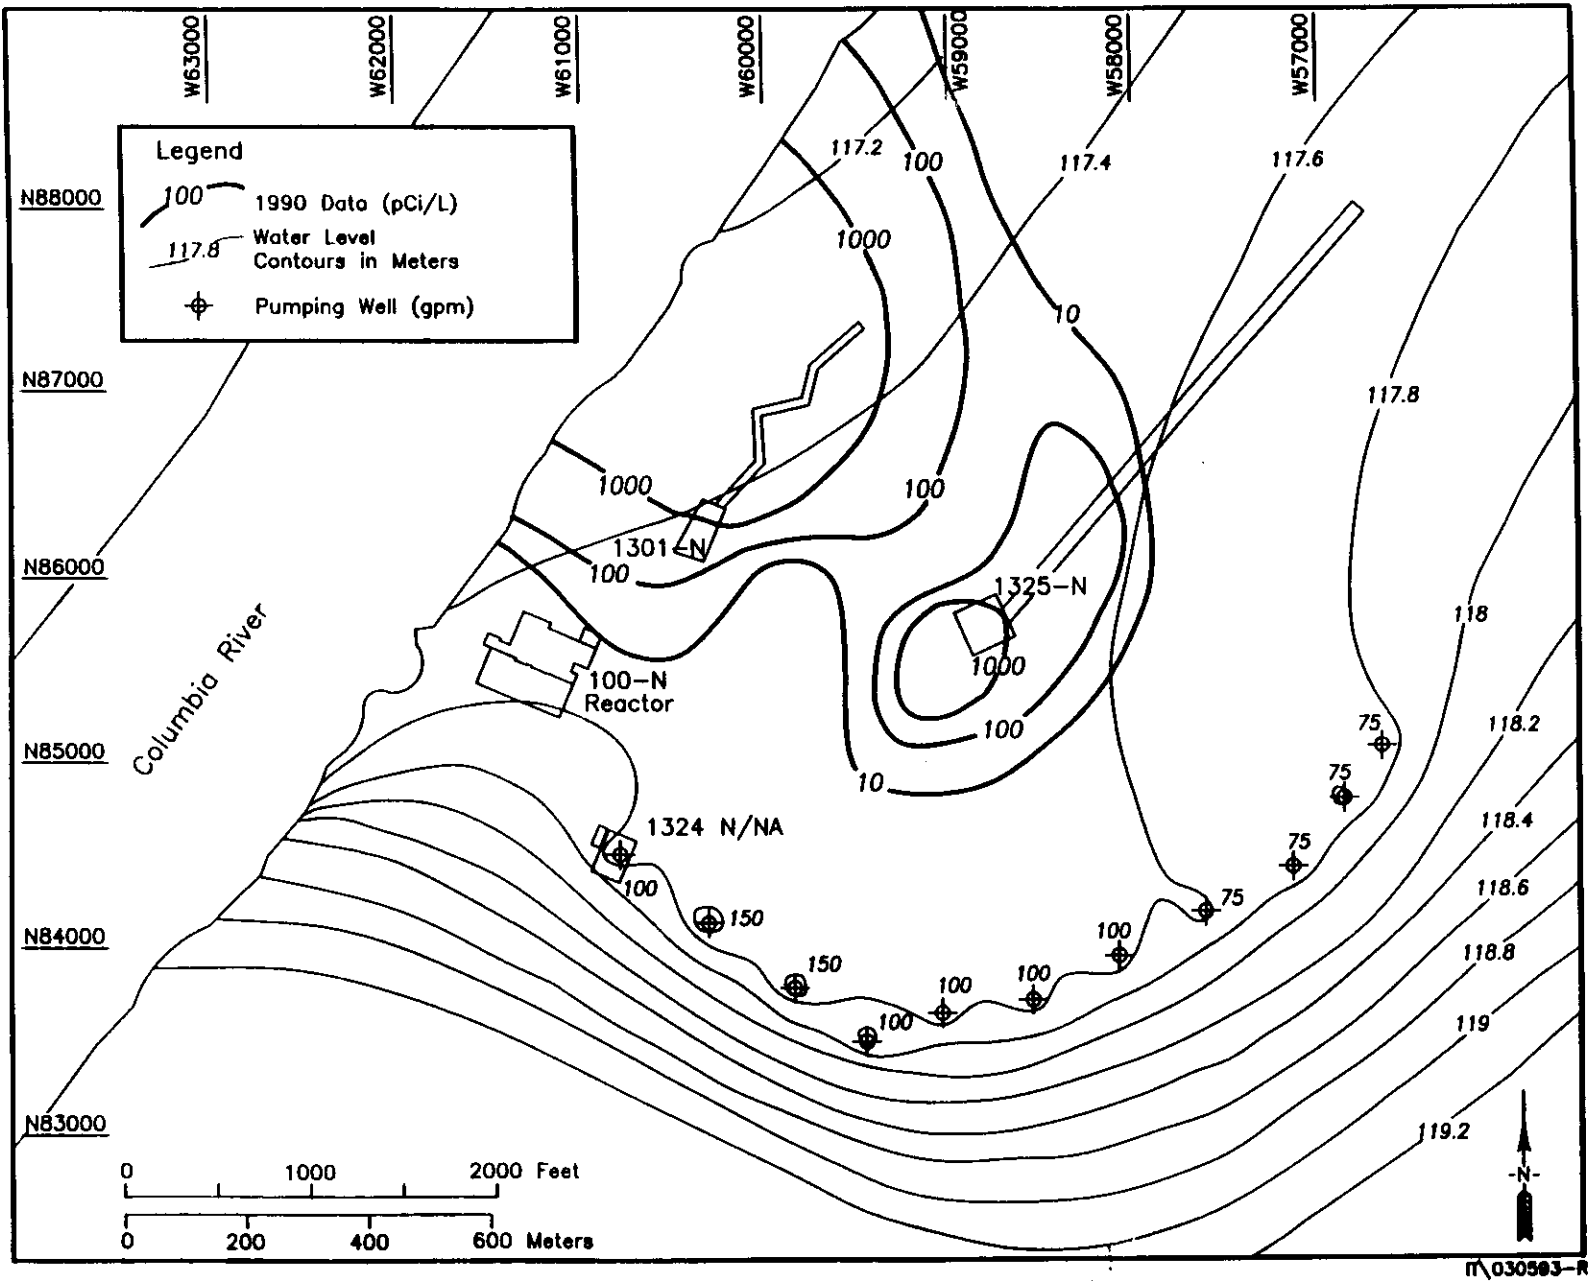 W63000
W62000
W61000
W60000
W59000
W58000
W57000
Legend
100
1990 Data (pCi/L)
117.8
Water Level
Contours in Meters
Pumping Well (gpm)
N88000
N87000
N86000
N85000
N84000
N83000
117.2
100
117.4
117.6
1000
10
117.8
1000
100
1301-N
100
1325-N
118
1000
Columbia River
100-N
Reactor
100
10
75
118.2
75
118.4
1324 N/NA
75
100
118.6
75
150
100
118.8
150
100
100
100
119
119.2
0 1000 2000 Feet
0 200 400 600 Meters
-N-